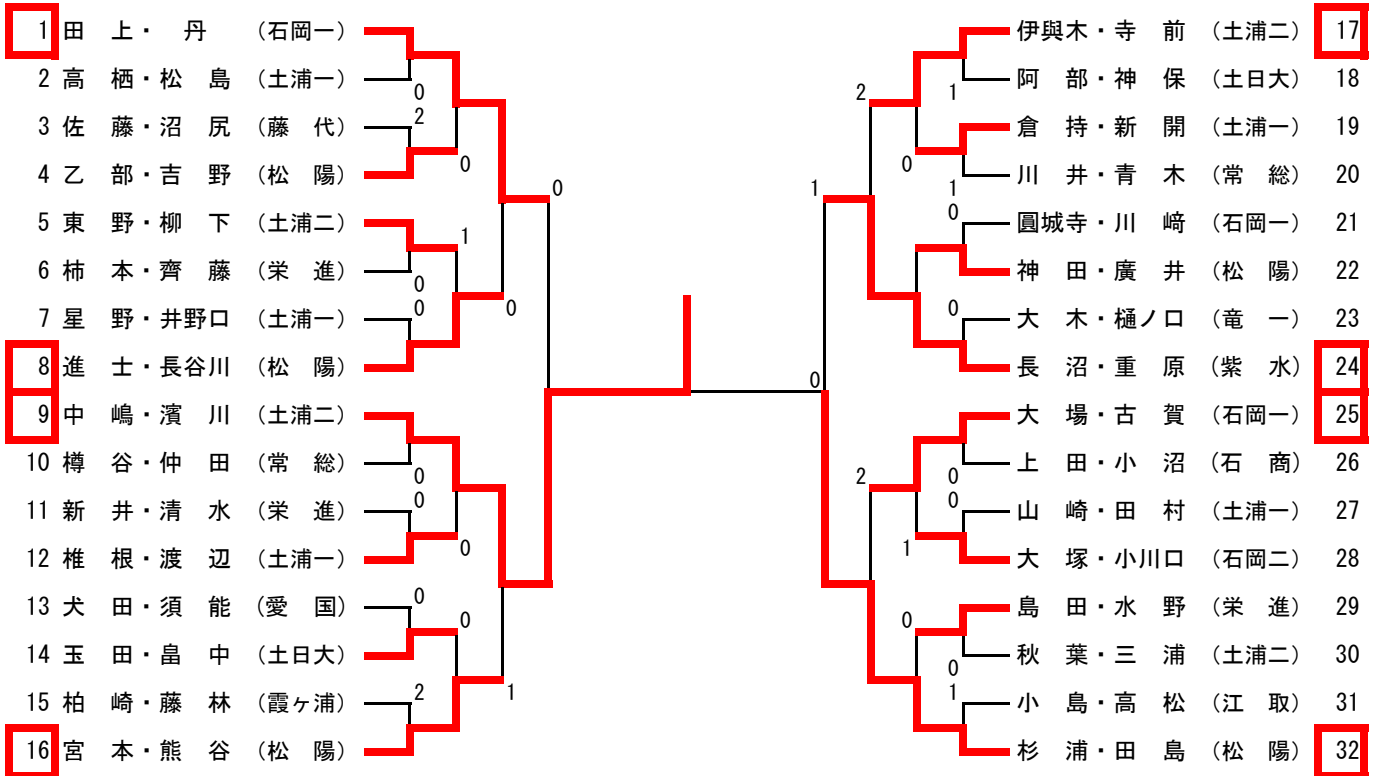 1 田 上・ 丹 （石岡一）
2 高 栖・松 島 （土浦一）
0
3 佐 藤・沼 尻 （藤 代）
2
0
4 乙 部・吉 野 （松 陽）
0
5 東 野・柳 下 （土浦二）
1
6 柿 本・齊 藤 （栄 進）
0
7 星 野・井野口 （土浦一）
0
0
8 進 士・長谷川 （松 陽）
9 中 嶋・濱 川 （土浦二）
10 樽 谷・仲 田 （常 総）
0
11 新 井・清 水 （栄 進）
0
0
12 椎 根・渡 辺 （土浦一）
13 犬 田・須 能 （愛 国）
0
0
14 玉 田・畠 中 （土日大）
15 柏 崎・藤 林 （霞ヶ浦）
2
1
16 宮 本・熊 谷 （松 陽）
伊與木・寺 前 （土浦二） 17
2
1
阿 部・神 保 （土日大） 18
倉 持・新 開 （土浦一） 19
0
1
川 井・青 木 （常 総） 20
1
0
圓城寺・川 﨑 （石岡一） 21
神 田・廣 井 （松 陽） 22
0
大 木・樋ノ口 （竜 一） 23
長 沼・重 原 （紫 水） 24
0
大 場・古 賀 （石岡一） 25
2
0
上 田・小 沼 （石 商） 26
0
山 崎・田 村 （土浦一） 27
1
大 塚・小川口 （石岡二） 28
島 田・水 野 （栄 進） 29
0
0
秋 葉・三 浦 （土浦二） 30
1
小 島・高 松 （江 取） 31
杉 浦・田 島 （松 陽） 32